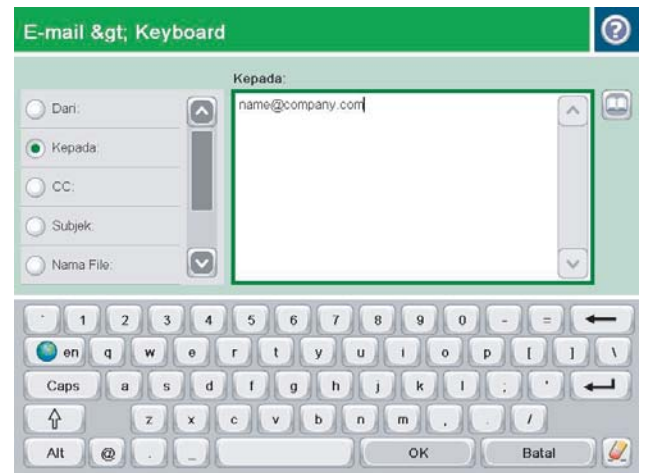 E-mail &gt; Keyboard
?
Kepada:
name@company.com
Dari:
Kepada:
CC:
Subjek:
Nama File:
1 2 3 4 5 6 7 8 9 0 - =
en q w e r t y u i o p [ ] \
Caps a s d f g h j k l ; '
z x c v b n m , . /
Alt @ . _ OK Batal